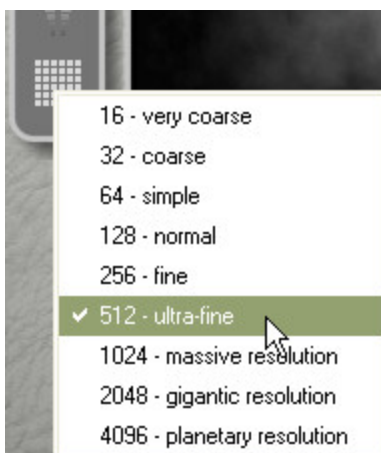 16 - very coarse
32 - coarse
64 - simple
128 - normal
256 - fine
512 - ultra-fine
1024 - massive resolution
2048 - gigantic resolution
4096 - planetary resolution